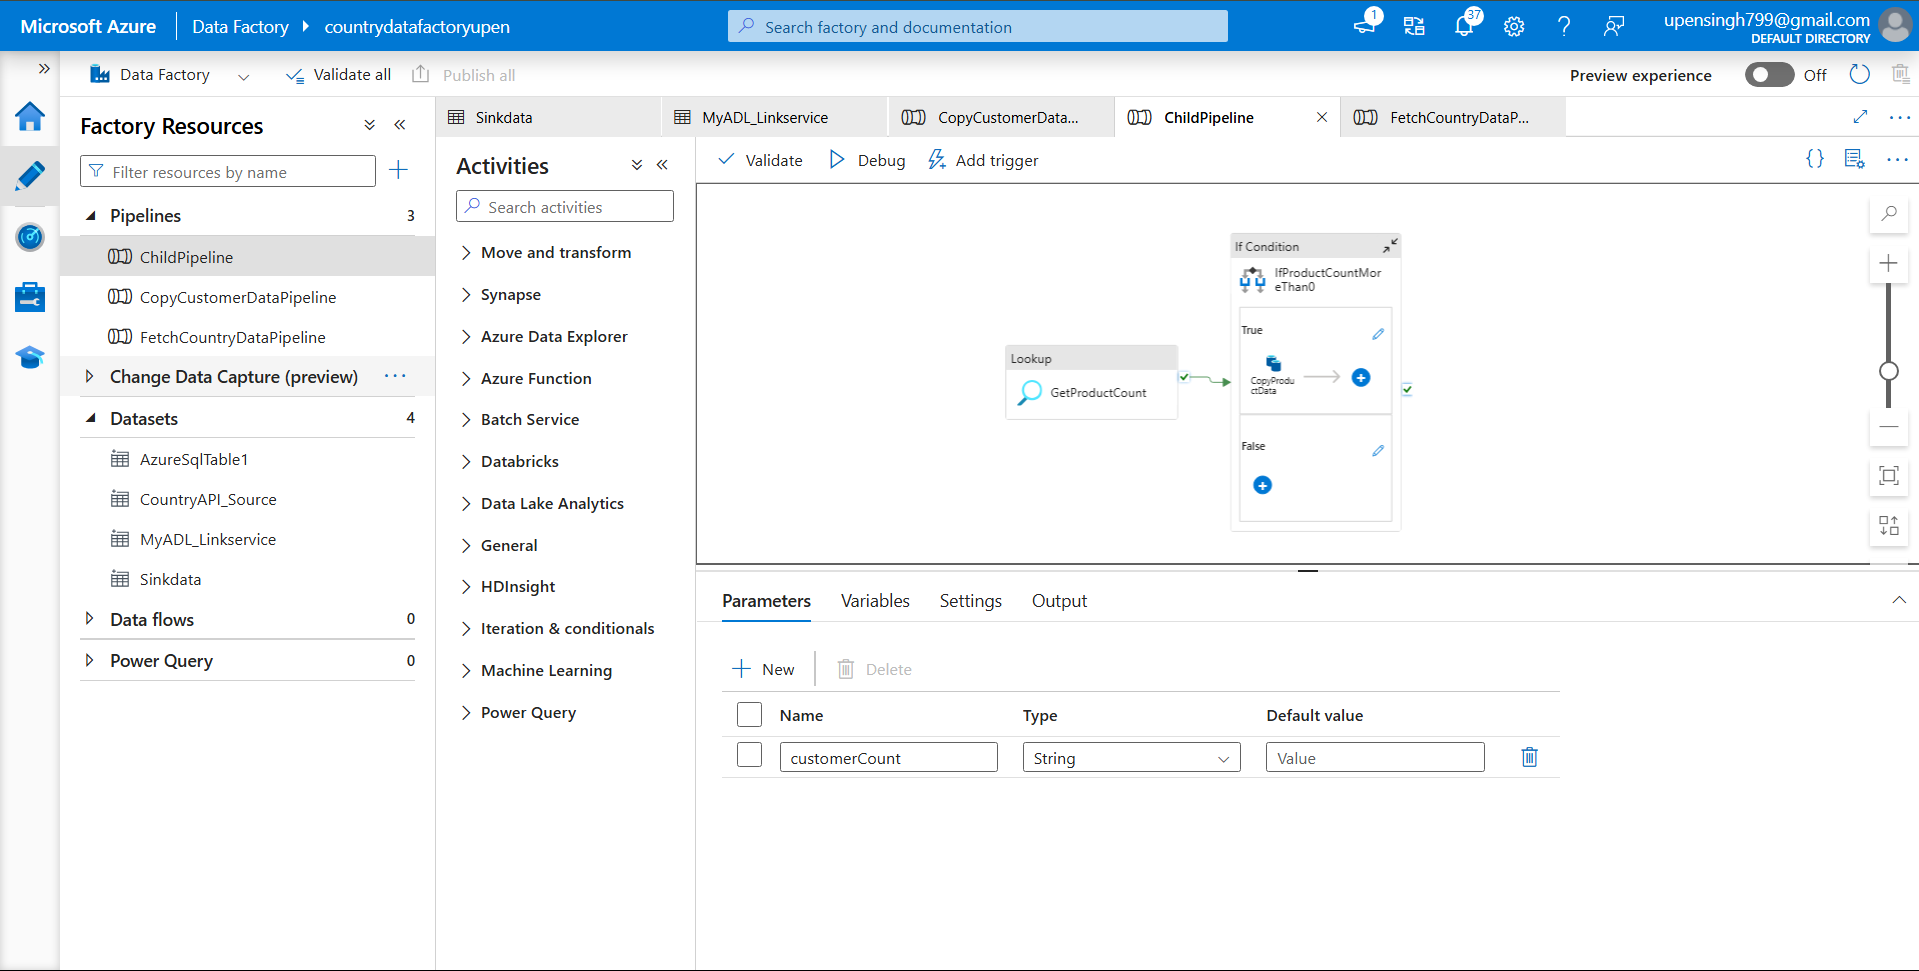 Microsoft Azure
Data Factory
countrydatafactoryupen
Search factory and documentation
1
37
upensingh799@gmail.com
DEFAULT DIRECTORY
Data Factory
Validate all
Publish all
Preview experience
Off
Factory Resources
Filter resources by name
Pipelines 3
ChildPipeline
CopyCustomerDataPipeline
FetchCountryDataPipeline
Change Data Capture (preview)
Datasets 4
AzureSqlTable1
CountryAPI_Source
MyADL_Linkservice
Sinkdata
Data flows 0
Power Query 0
Sinkdata
MyADL_Linkservice
CopyCustomerData...
ChildPipeline
FetchCountryDataP...
Activities
Search activities
Move and transform
Synapse
Azure Data Explorer
Azure Function
Batch Service
Databricks
Data Lake Analytics
General
HDInsight
Iteration & conditionals
Machine Learning
Power Query
Validate
Debug
Add trigger
{}
Lookup
GetProductCount
If Condition
IfProductCountMor
eThan0
True
CopyProdu
ctData
False
Parameters
Variables
Settings
Output
New
Delete
Name Type Default value
customerCount String Value